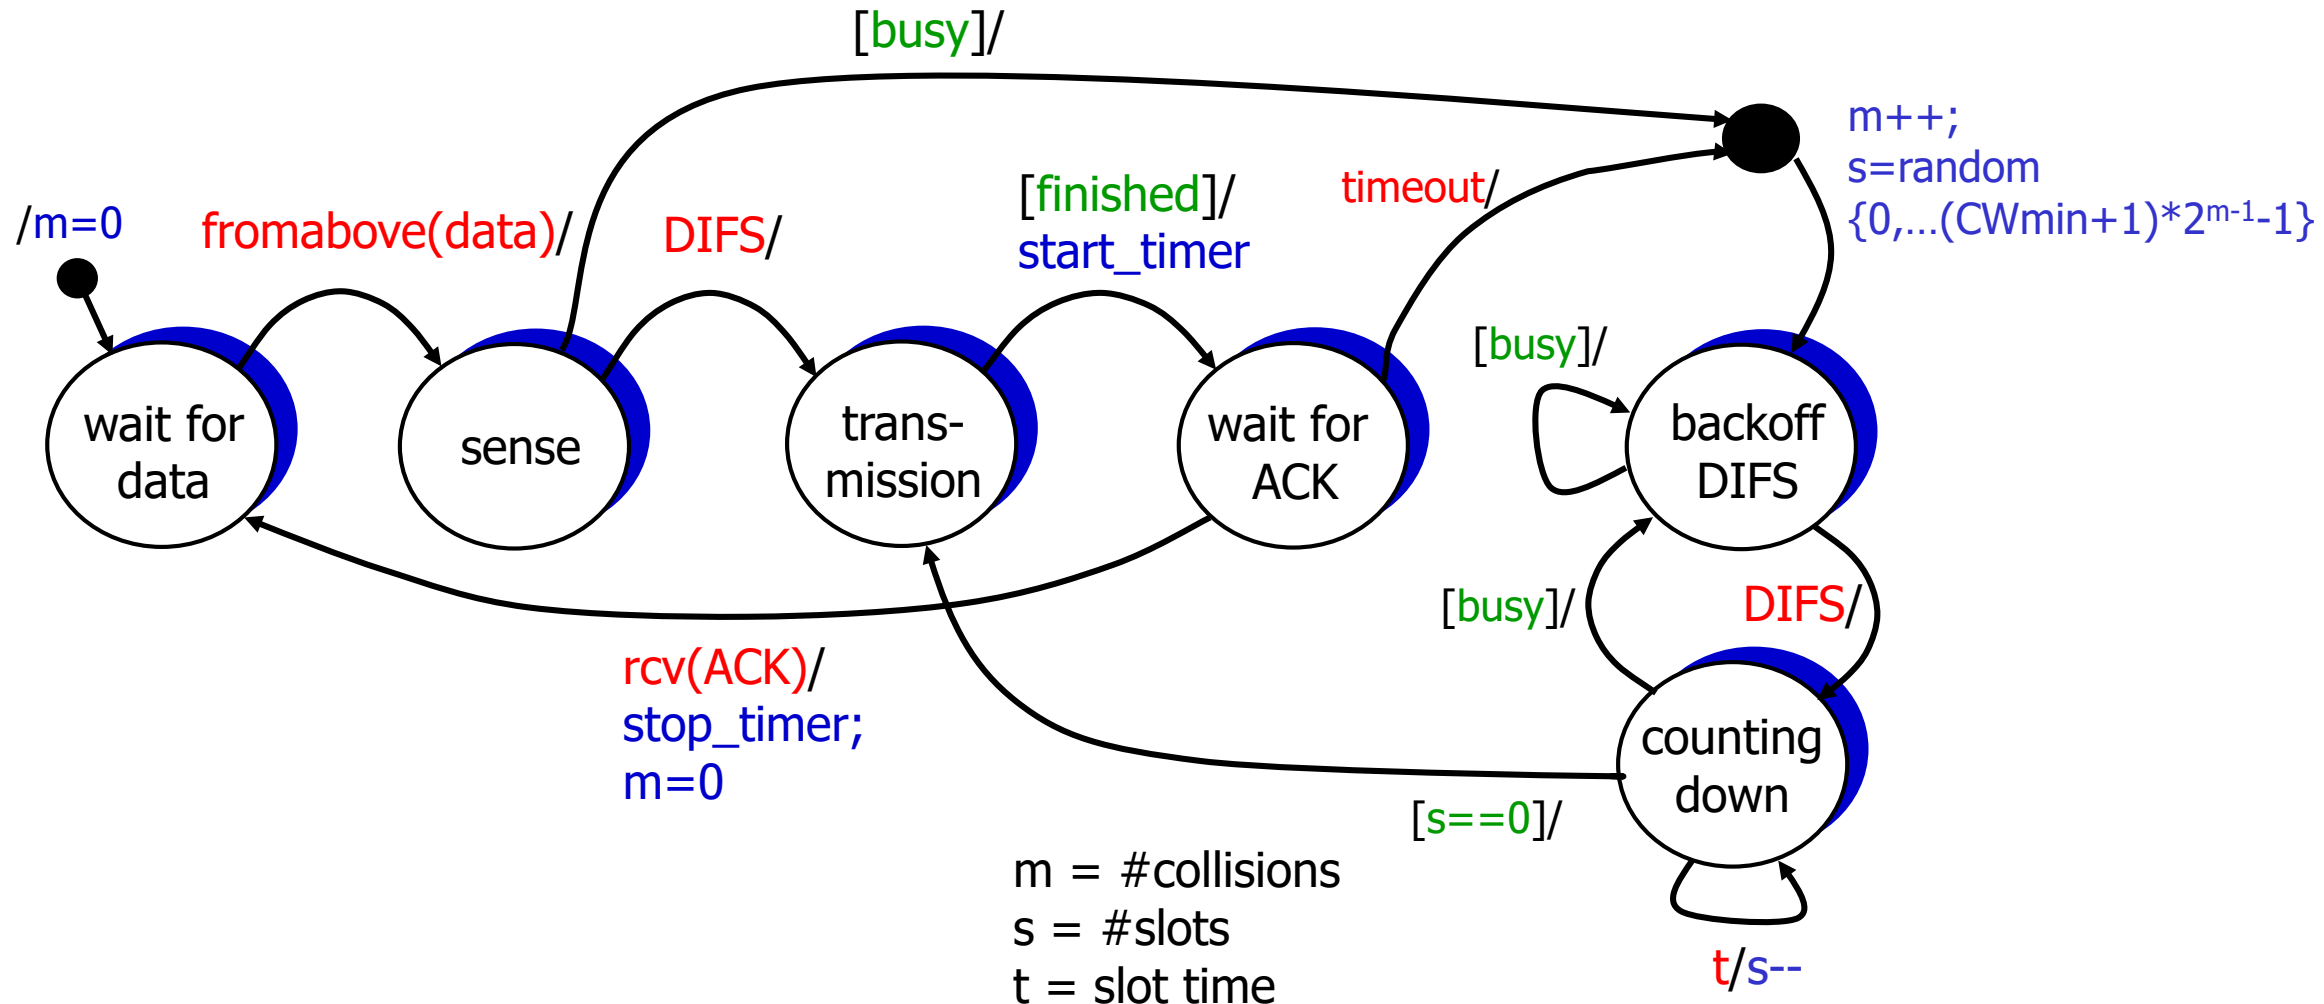 [busy]/
m++;
s=random
{0,...(CWmin+1)*2^{m-1}-1}
[finished]/
start_timer
timeout/
/m=0
fromabove(data)/
DIFS/
[busy]/
wait for
data
sense
trans-
mission
wait for
ACK
backoff
DIFS
[busy]/
DIFS/
rcv(ACK)/
stop_timer;
m=0
counting
down
[s==0]/
m = #collisions
s = #slots
t = slot time
t/s--